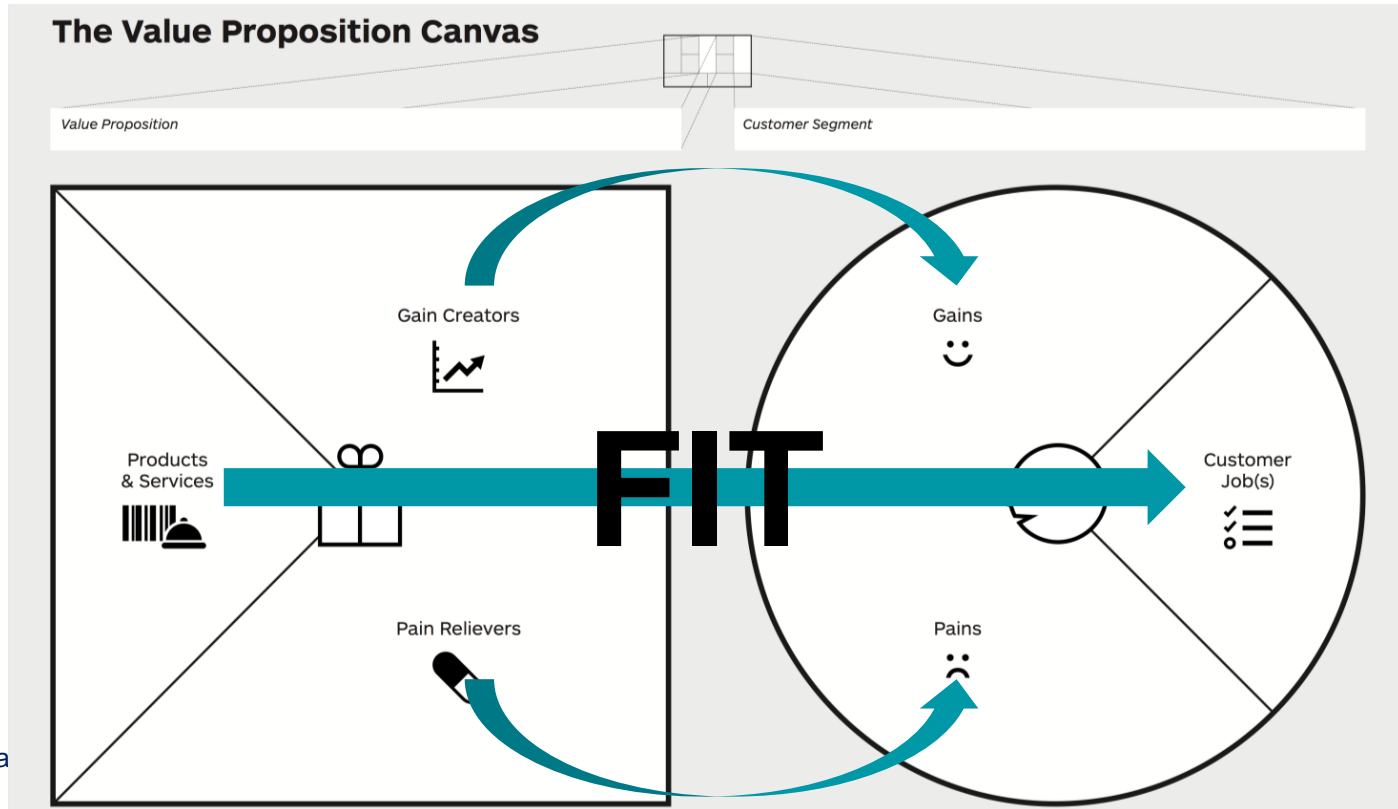 The Value Proposition Canvas
Value Proposition
Customer Segment
Gain Creators
Gains
FIT
Products
& Services
Customer
Job(s)
Pain Relievers
Pains
a